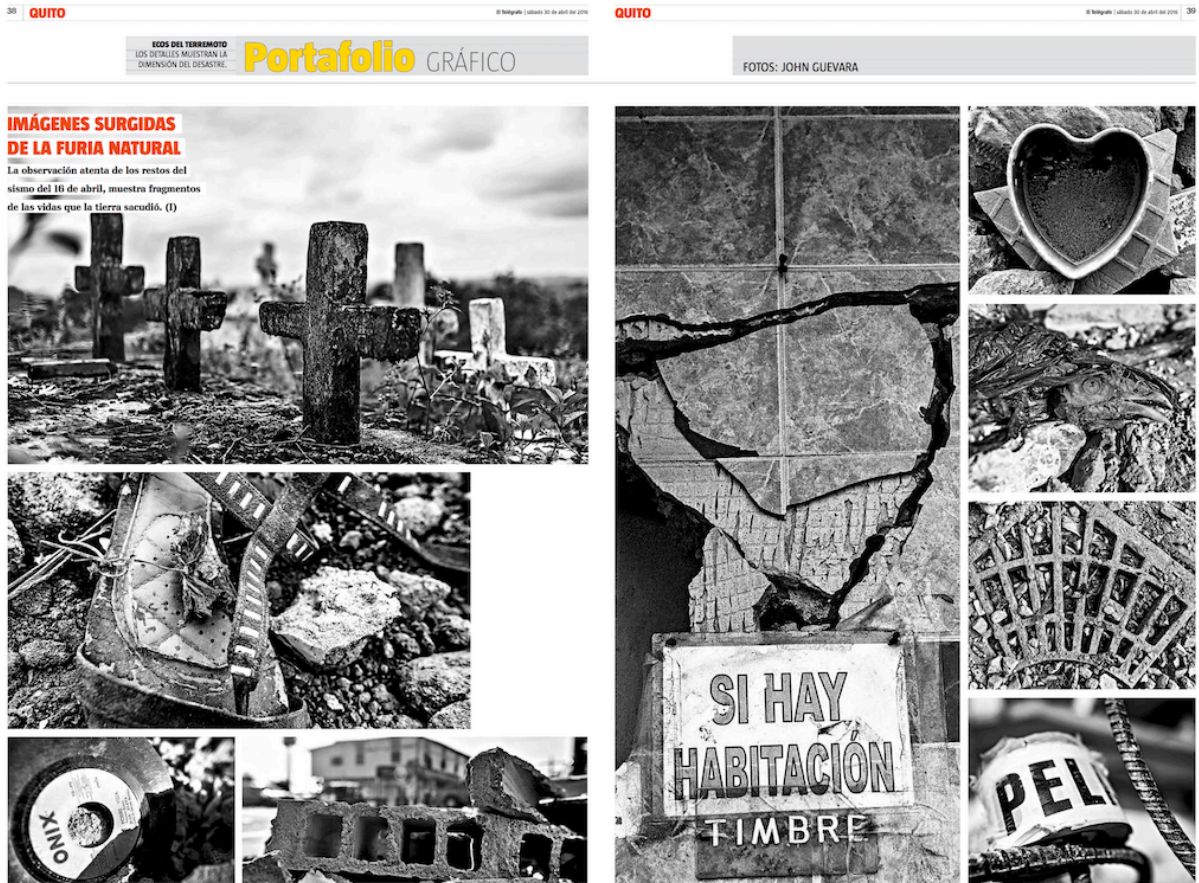 38 QUITO
El Telégrafo | sábado 30 de abril del 2016
ECOS DEL TERREMOTO
LOS DETALLES MUESTRAN LA
DIMENSIÓN DEL DESASTRE.
Portafolio GRÁFICO
IMÁGENES SURGIDAS
DE LA FURIA NATURAL
La observación atenta de los restos del
sismo del 16 de abril, muestra fragmentos
de las vidas que la tierra sacudió. (I)
XINO
QUITO
El Telégrafo | sábado 30 de abril del 2016 39
FOTOS: JOHN GUEVARA
SI HAY
HABITACIÓN
TIMBRE
PEL